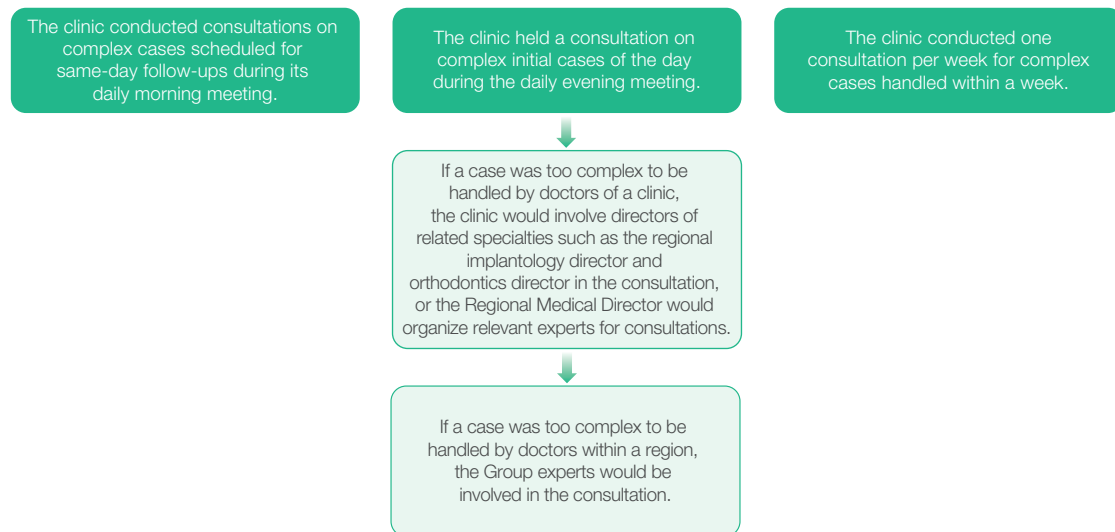 The clinic conducted consultations on
complex cases scheduled for
same-day follow-ups during its
daily morning meeting.
The clinic held a consultation on
complex initial cases of the day
during the daily evening meeting.
The clinic conducted one
consultation per week for complex
cases handled within a week.
If a case was too complex to be
handled by doctors of a clinic,
the clinic would involve directors of
related specialties such as the regional
implantology director and
orthodontics director in the consultation,
or the Regional Medical Director would
organize relevant experts for consultations.
If a case was too complex to be
handled by doctors within a region,
the Group experts would be
involved in the consultation.